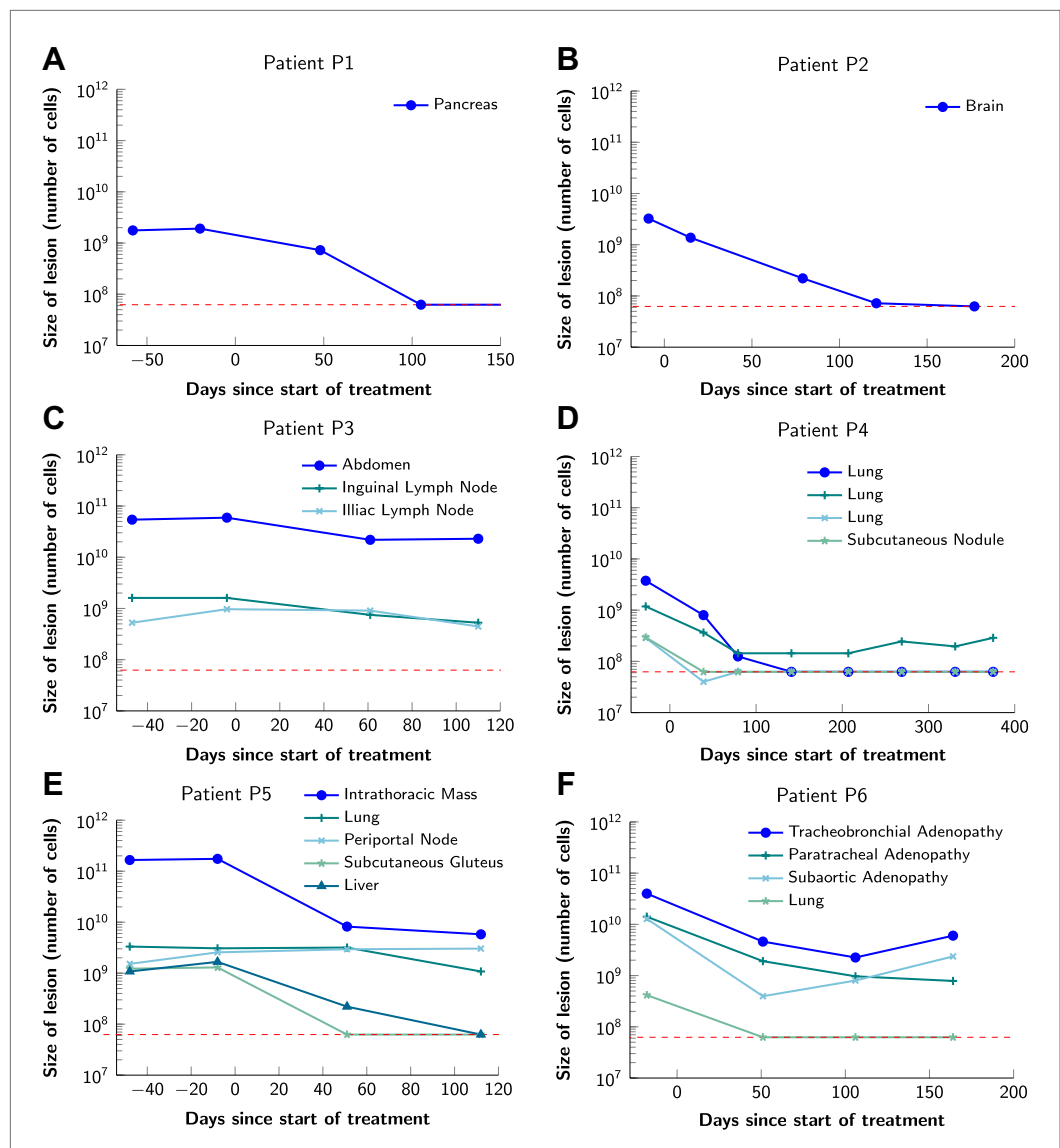 A
Patient P1
Size of lesion (number of cells)
10^12
10^11
10^10
10^9
10^8
10^7
Pancreas
−50 0 50 100 150
Days since start of treatment
B
Patient P2
Size of lesion (number of cells)
10^12
10^11
10^10
10^9
10^8
10^7
Brain
0 50 100 150 200
Days since start of treatment
C
Patient P3
Size of lesion (number of cells)
10^12
10^11
10^10
10^9
10^8
10^7
Abdomen
Inguinal Lymph Node
Illiac Lymph Node
−40 −20 0 20 40 60 80 100 120
Days since start of treatment
D
Patient P4
Size of lesion (number of cells)
10^12
10^11
10^10
10^9
10^8
10^7
Lung
Lung
Lung
Subcutaneous Nodule
0 100 200 300 400
Days since start of treatment
E
Patient P5
Size of lesion (number of cells)
10^12
10^11
10^10
10^9
10^8
10^7
Intrathoracic Mass
Lung
Periportal Node
Subcutaneous Gluteus
Liver
−40 −20 0 20 40 60 80 100 120
Days since start of treatment
F
Patient P6
Size of lesion (number of cells)
10^12
10^11
10^10
10^9
10^8
10^7
Tracheobronchial Adenopathy
Paratracheal Adenopathy
Subaortic Adenopathy
Lung
0 50 100 150 200
Days since start of treatment